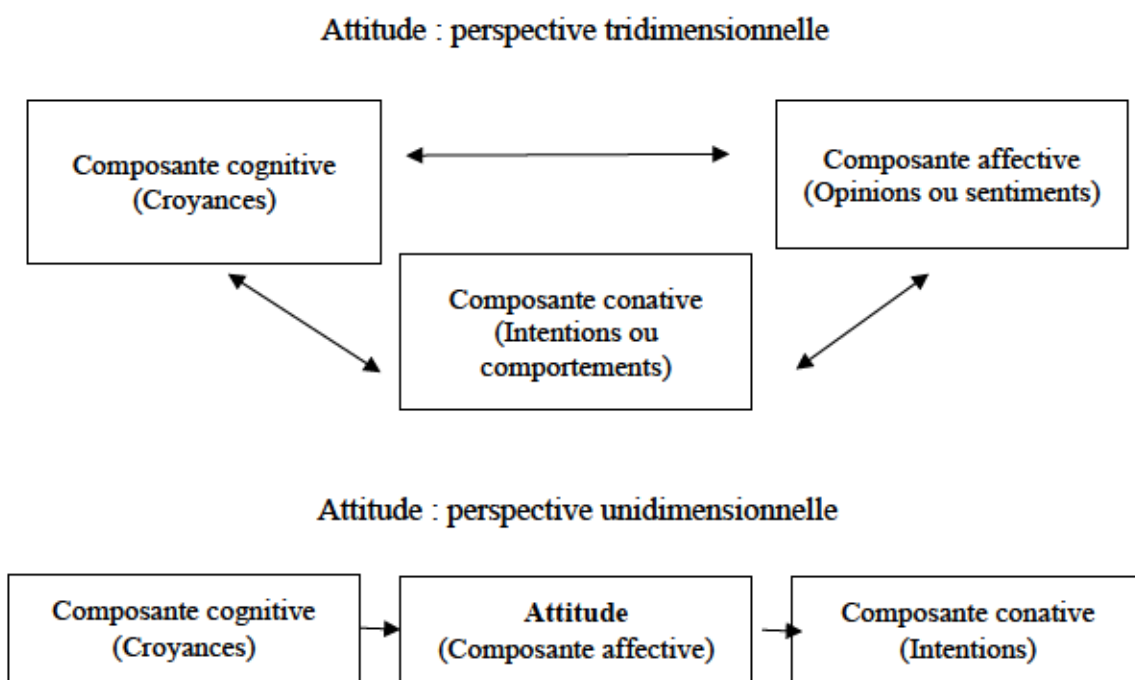 Attitude : perspective tridimensionnelle
Composante cognitive
(Croyances)
Composante affective
(Opinions ou sentiments)
Composante conative
(Intentions ou
comportements)
Attitude : perspective unidimensionnelle
Composante cognitive
(Croyances)
Attitude
(Composante affective)
Composante conative
(Intentions)